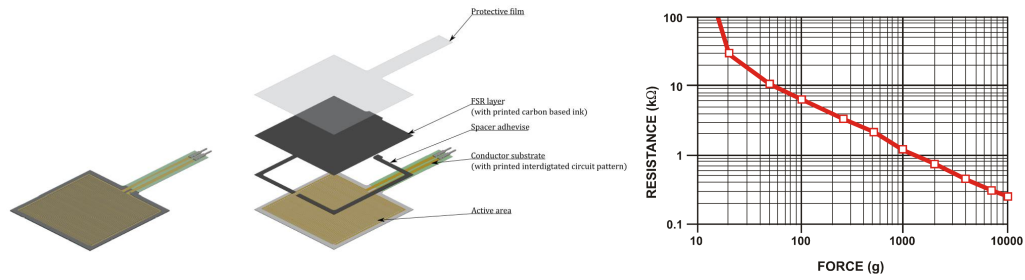 Protective film
FSR layer
(with printed carbon based ink)
Spacer adhevise
Conductor substrate
(with printed interdigtated circuit pattern)
Active area
100
10
1
0.1
RESISTANCE (kΩ)
10
100
1000
10000
FORCE (g)